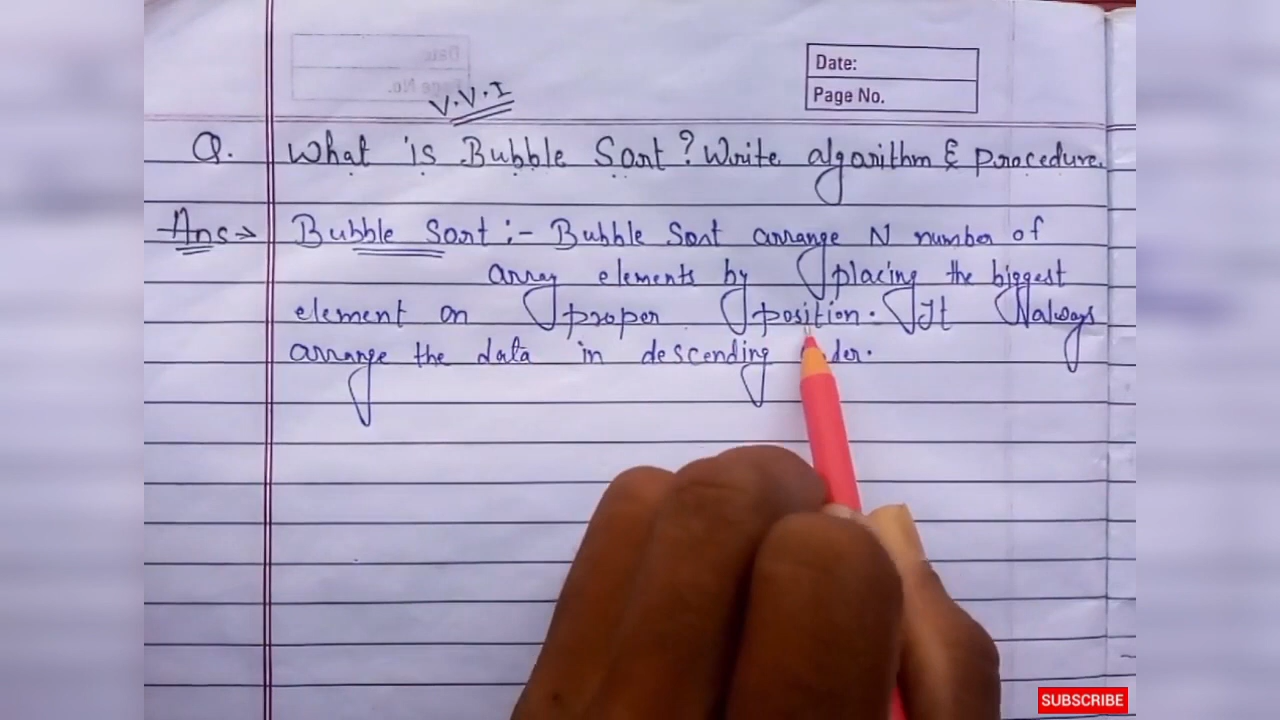 Date:
Page No.
V.V.I
Q. What is Bubble Sort? Write algorithm & procedure.
Ans→ Bubble Sort :- Bubble Sort arrange N number of
array elements by placing the biggest
element on proper position. It always
arrange the data in descending der.
SUBSCRIBE